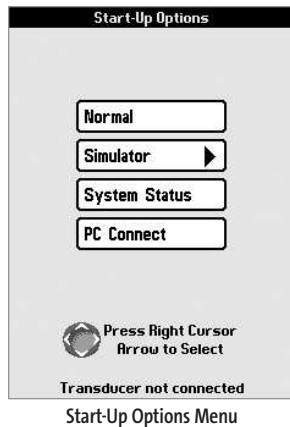 Start-Up Options
Normal
Simulator
System Status
PC Connect
Press Right Cursor
Arrow to Select
Transducer not connected
Start-Up Options Menu